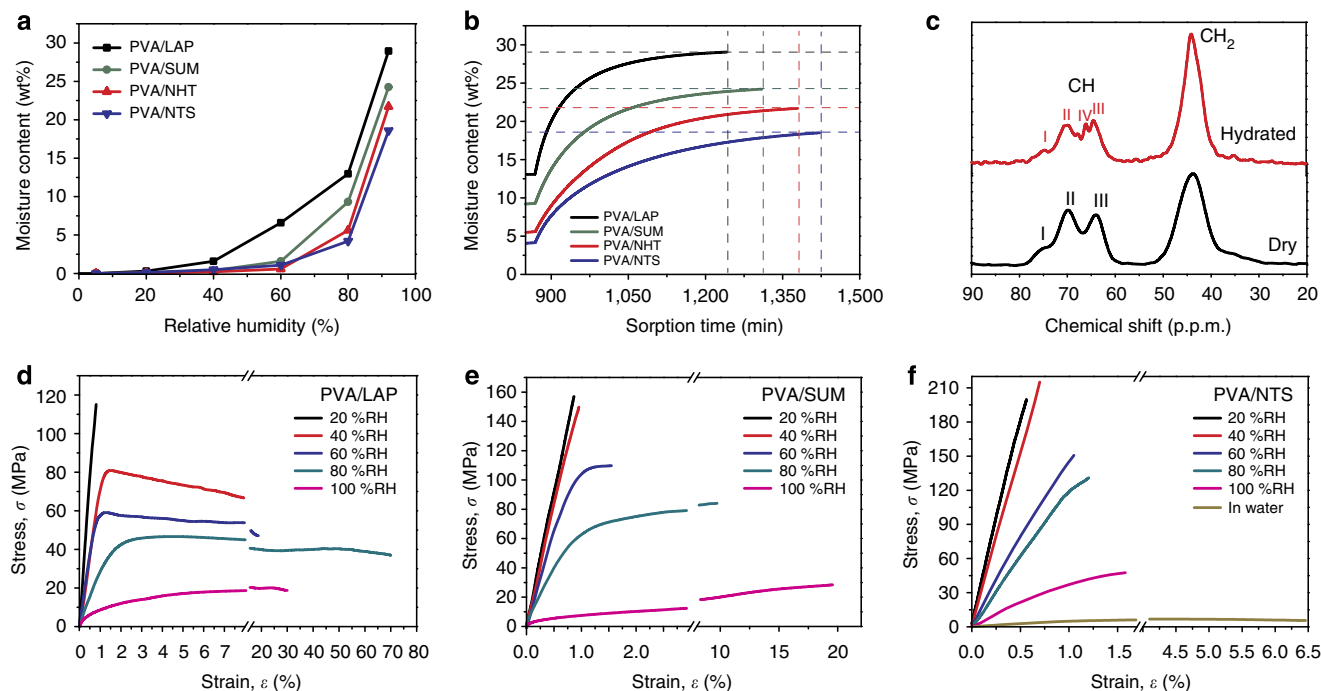 a
PVA/LAP
PVA/SUM
PVA/NHT
PVA/NTS
30
25
20
15
10
5
0
0 20 40 60 80 100
Moisture content (wt%)
Relative humidity (%)
b
30
25
20
15
10
5
0
PVA/LAP
PVA/SUM
PVA/NHT
PVA/NTS
900 1,050 1,200 1,350 1,500
Moisture content (wt%)
Sorption time (min)
c
CH2
CH
I II IV III
Hydrated
I II III
Dry
90 80 70 60 50 40 30 20
Chemical shift (p.p.m.)
d
PVA/LAP
20 %RH
40 %RH
60 %RH
80 %RH
100 %RH
120
100
80
60
40
20
0
0 1 2 3 4 5 6 7 20 30 40 50 60 70 80
Stress, σ (MPa)
Strain, ε (%)
e
PVA/SUM
20 %RH
40 %RH
60 %RH
80 %RH
100 %RH
160
140
120
100
80
60
40
20
0
0.0 1.0 2.0 10 15 20
Stress, σ (MPa)
Strain, ε (%)
f
PVA/NTS
20 %RH
40 %RH
60 %RH
80 %RH
100 %RH
In water
210
180
150
120
90
60
30
0
0.0 0.5 1.0 1.5 4.5 5.0 5.5 6.0 6.5
Stress, σ (MPa)
Strain, ε (%)